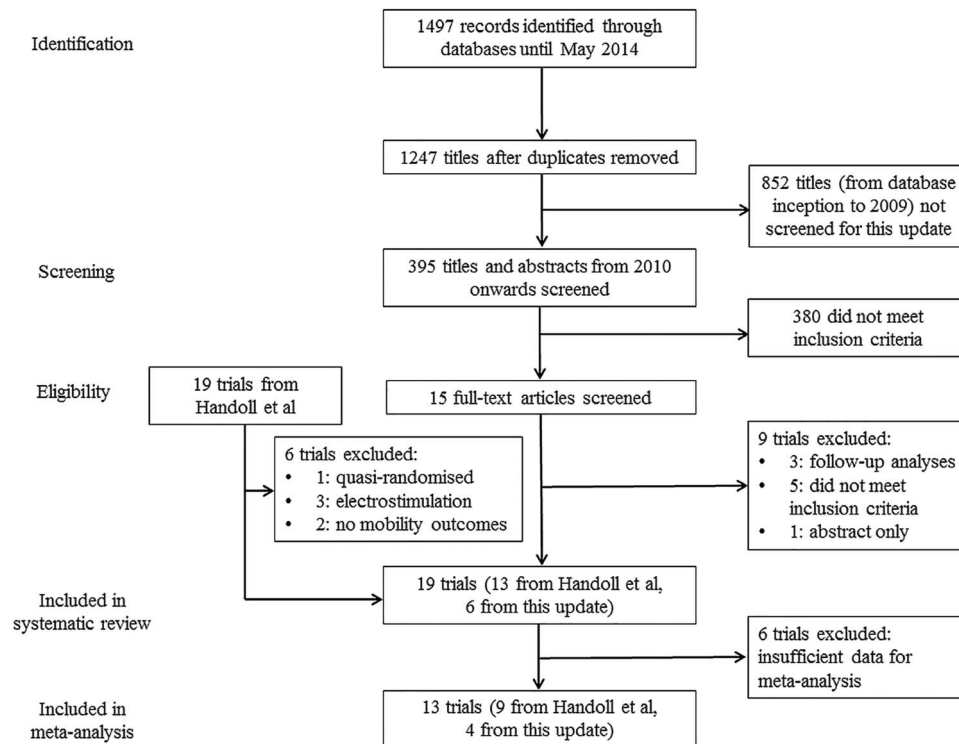 Identification
1497 records identified through
databases until May 2014
1247 titles after duplicates removed
852 titles (from database
inception to 2009) not
screened for this update
Screening
395 titles and abstracts from 2010
onwards screened
380 did not meet
inclusion criteria
Eligibility
19 trials from
Handoll et al
15 full-text articles screened
6 trials excluded:
• 1: quasi-randomised
• 3: electrostimulation
• 2: no mobility outcomes
9 trials excluded:
• 3: follow-up analyses
• 5: did not meet
inclusion criteria
• 1: abstract only
Included in
systematic review
19 trials (13 from Handoll et al,
6 from this update)
6 trials excluded:
insufficient data for
meta-analysis
Included in
meta-analysis
13 trials (9 from Handoll et al,
4 from this update)